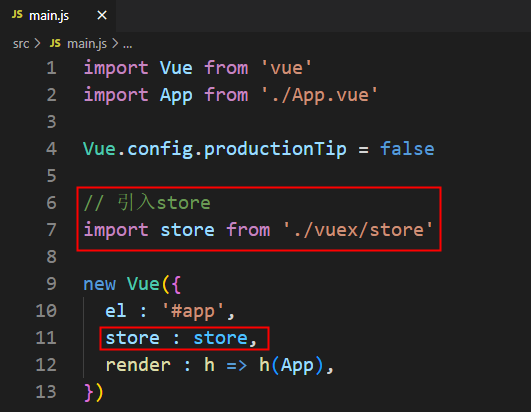 JS main.js ×
src > JS main.js > ...
1 import Vue from 'vue'
2 import App from './App.vue'
3
4 Vue.config.productionTip = false
5
6 // 引入store
7 import store from './vuex/store'
8
9 new Vue({
10 el : '#app',
11 store : store,
12 render : h => h(App),
13 })